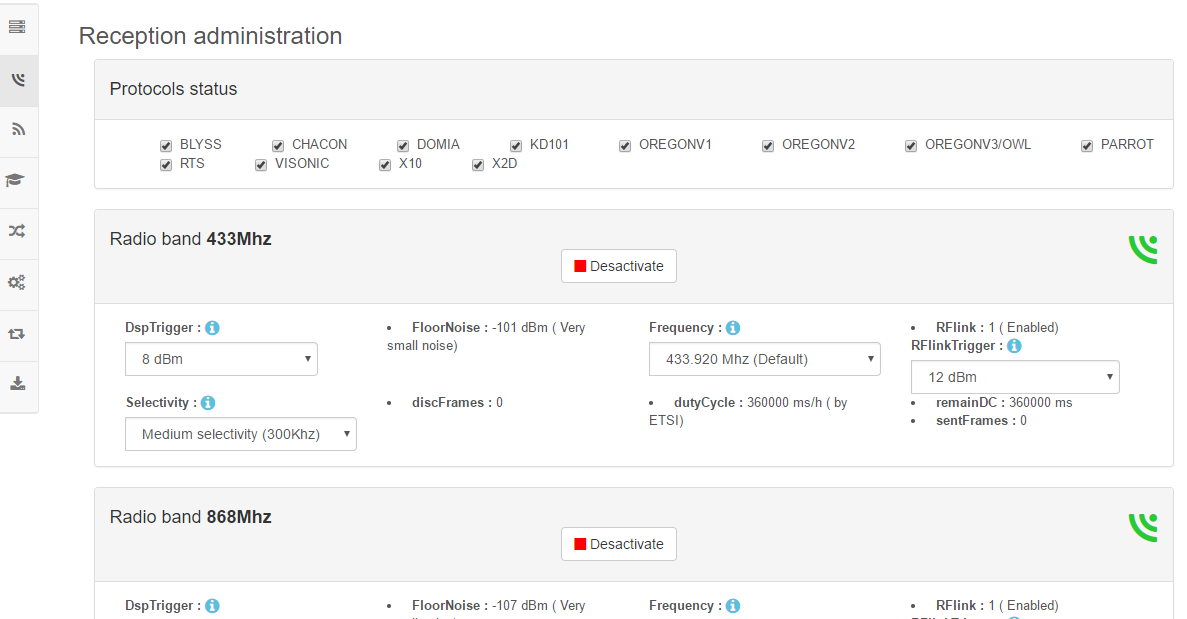 Reception administration
Protocols status
BLYSS CHACON DOMIA KD101 OREGONV1 OREGONV2 OREGONV3/OWL PARROT
RTS VISONIC X10 X2D
Radio band 433Mhz
Desactivate
DspTrigger :
8 dBm
• FloorNoise : -101 dBm ( Very
small noise)
Frequency :
433.920 Mhz (Default)
• RFlink : 1 ( Enabled)
RFlinkTrigger :
12 dBm
Selectivity :
Medium selectivity (300Khz)
• discFrames : 0
• dutyCycle : 360000 ms/h ( by
ETSI)
• remainDC : 360000 ms
• sentFrames : 0
Radio band 868Mhz
Desactivate
DspTrigger :
• FloorNoise : -107 dBm ( Very
Frequency :
• RFlink : 1 ( Enabled)